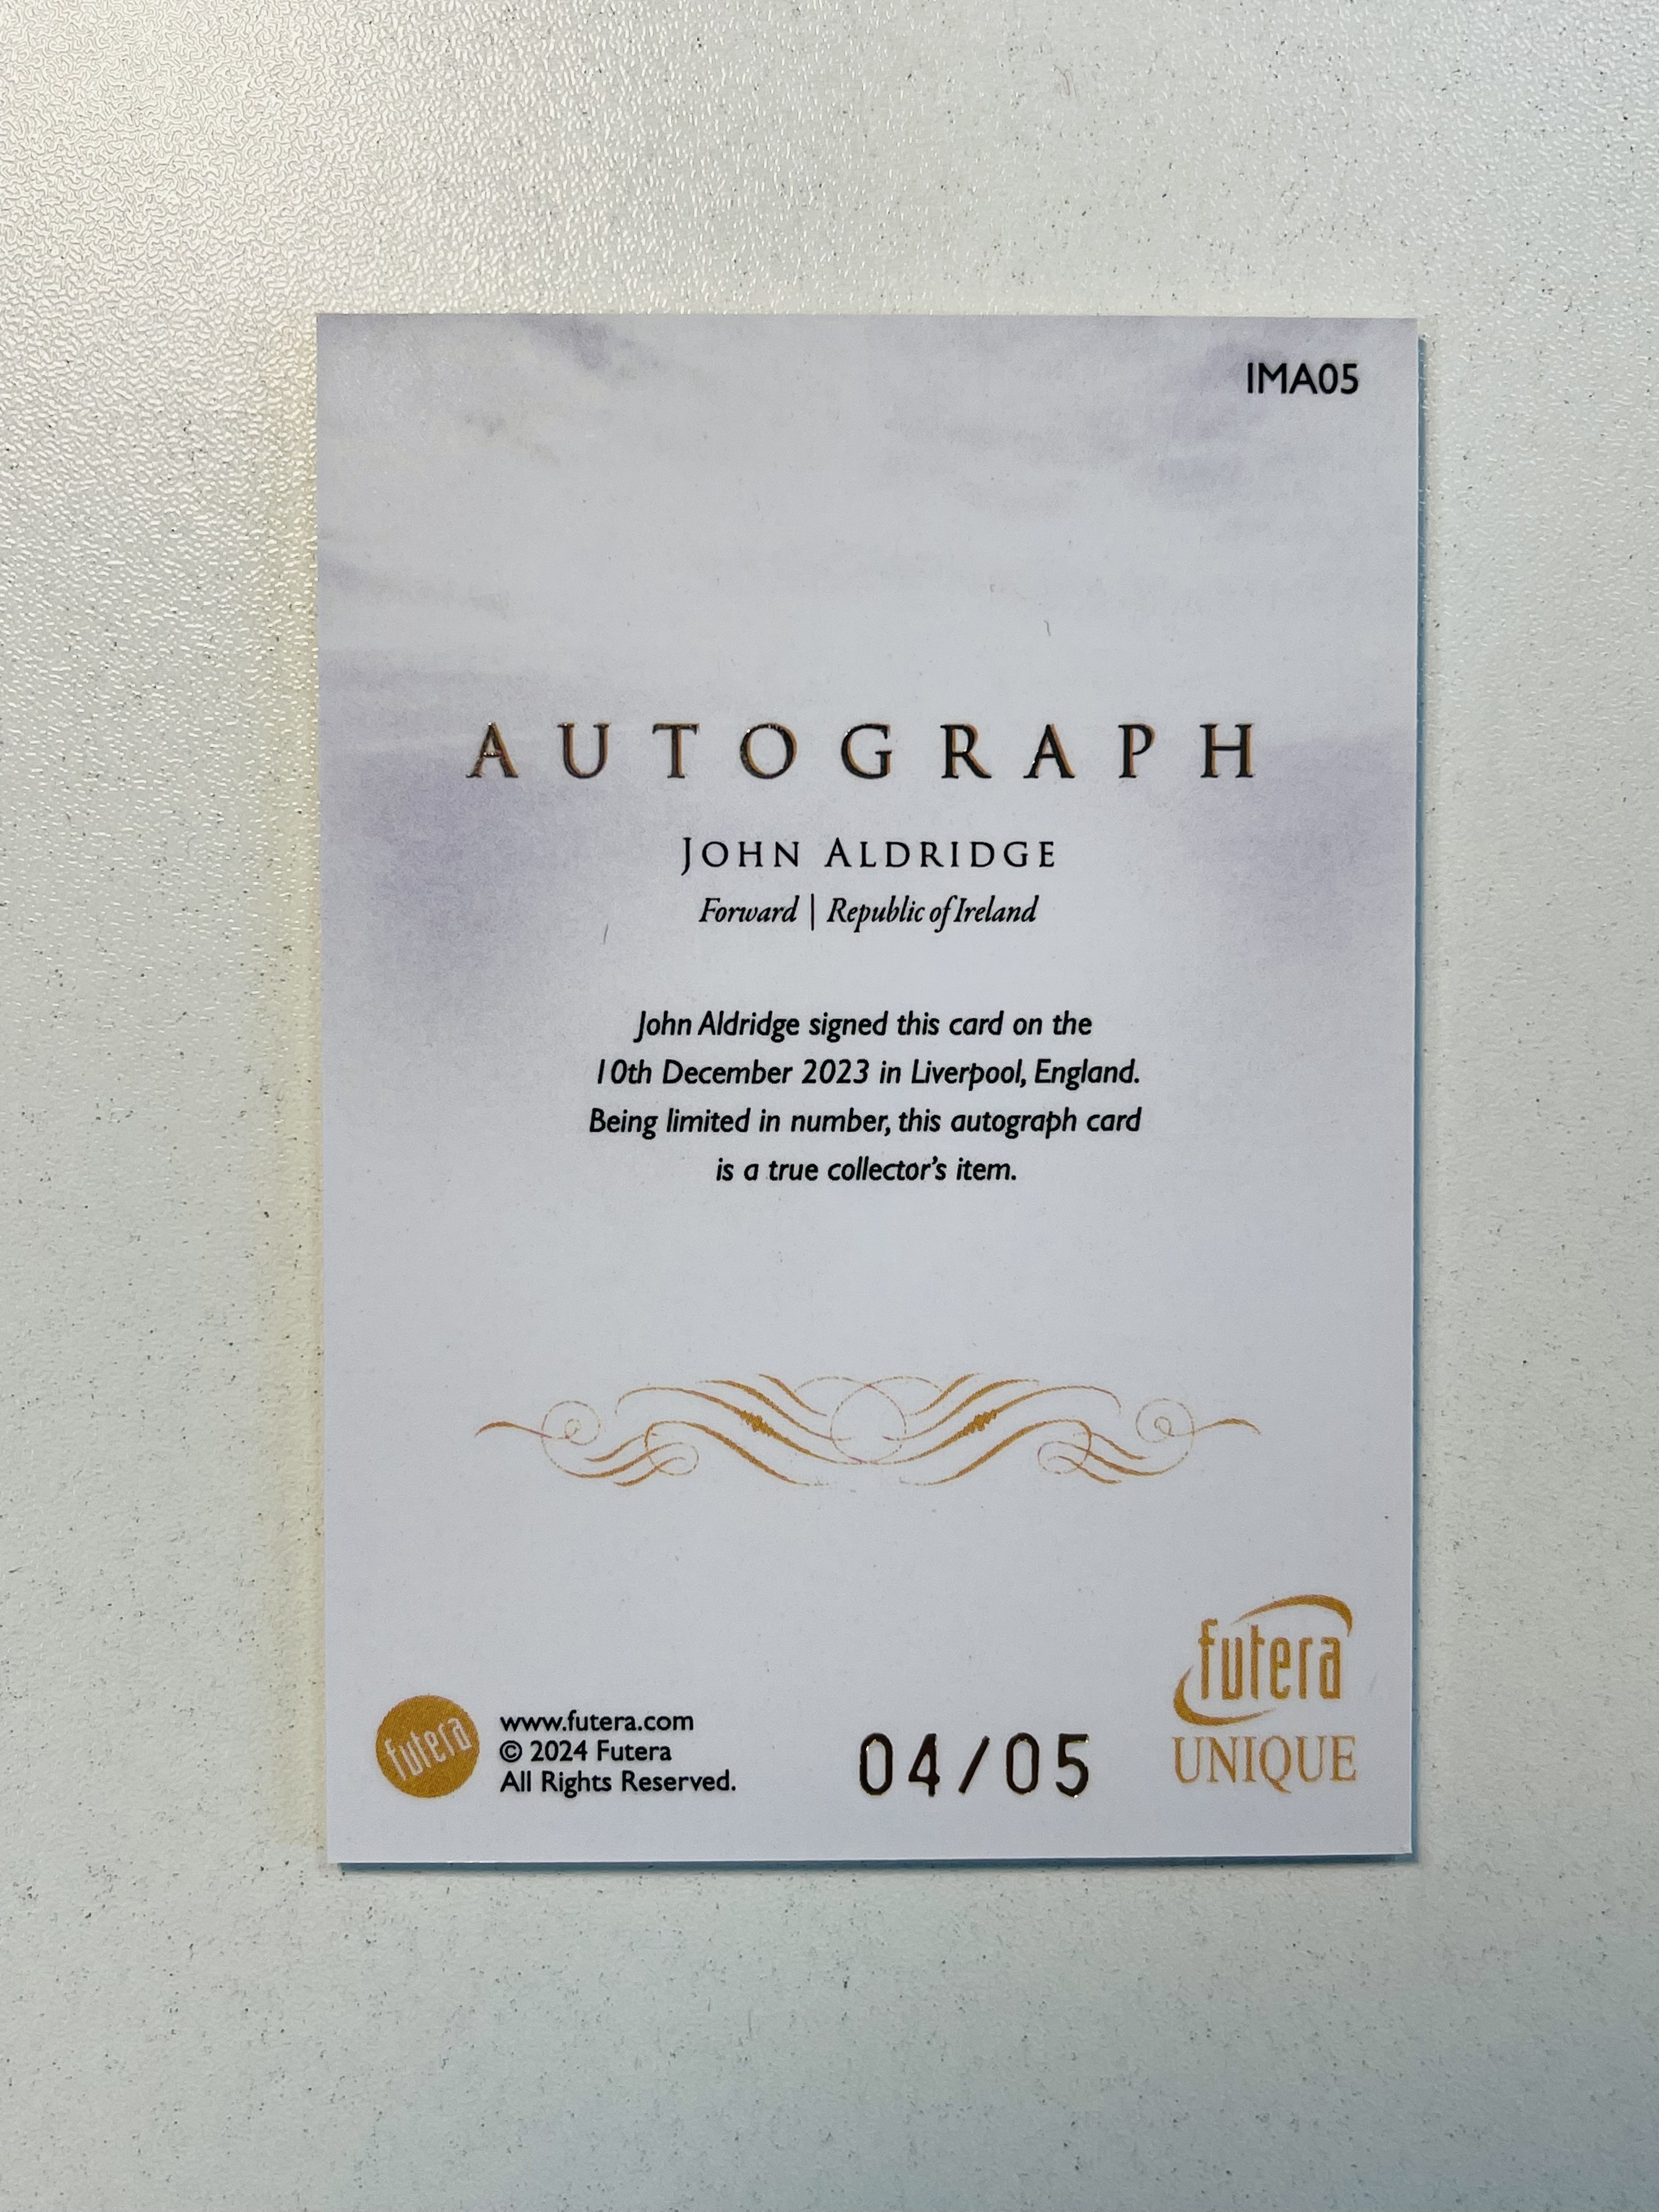 IMA05
AUTOGRAPH
JOHN ALDRIDGE
Forward | Republic of Ireland
John Aldridge signed this card on the
10th December 2023 in Liverpool, England.
Being limited in number, this autograph card
is a true collector's item.
futera
www.futera.com
© 2024 Futera
All Rights Reserved.
04/05
futera
UNIQUE